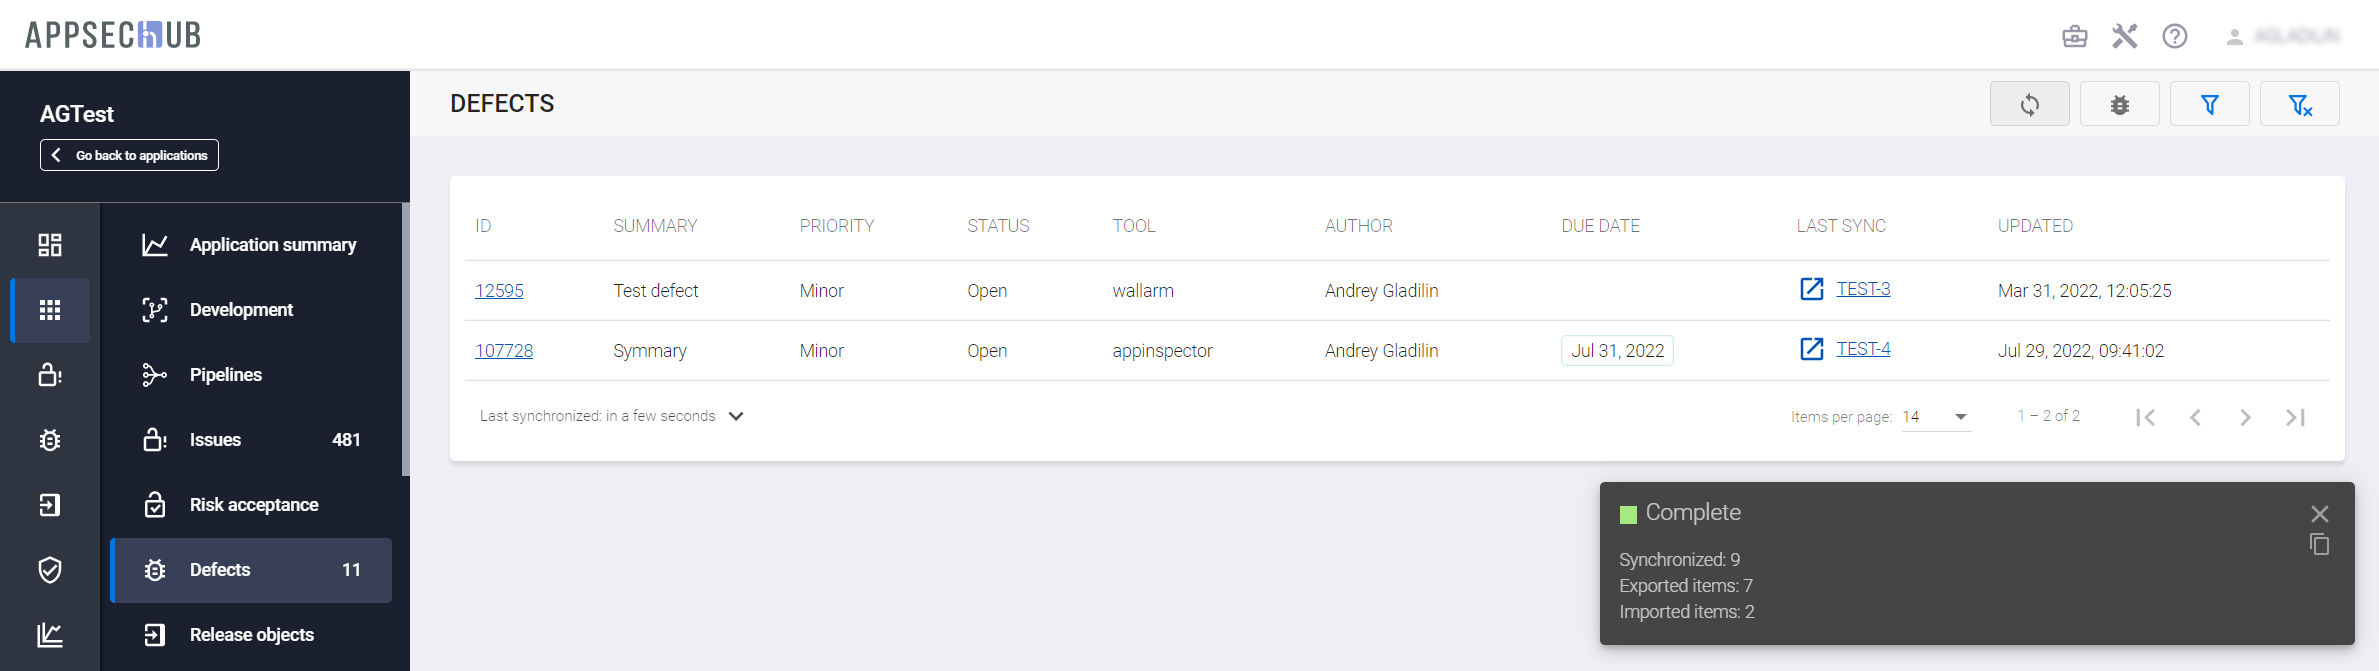 APPSECHUB
AGTest
Go back to applications
Application summary
Development
Pipelines
Issues 481
Risk acceptance
Defects 11
Release objects
DEFECTS
ID SUMMARY PRIORITY STATUS TOOL AUTHOR DUE DATE LAST SYNC UPDATED
12595 Test defect Minor Open wallarm Andrey Gladilin TEST-3 Mar 31, 2022, 12:05:25
107728 Symmary Minor Open appinspector Andrey Gladilin Jul 31, 2022 TEST-4 Jul 29, 2022, 09:41:02
Last synchronized: in a few seconds Items per page: 14 1 – 2 of 2
Complete
Synchronized: 9
Exported items: 7
Imported items: 2